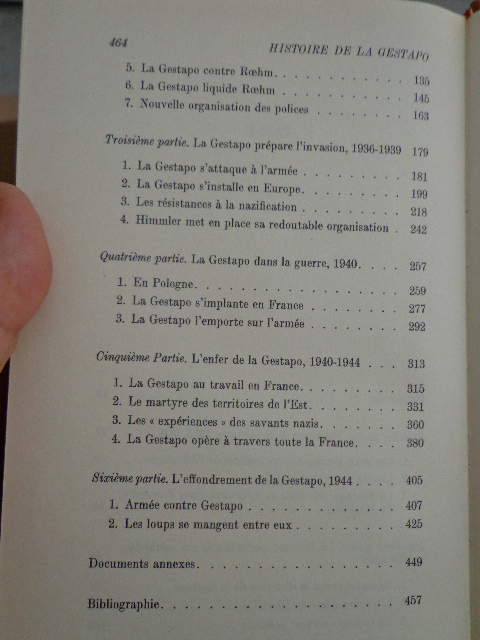 464 HISTOIRE DE LA GESTAPO
5. La Gestapo contre Rœhm. . . . . . . . . . . . 135
6. La Gestapo liquide Rœhm . . . . . . . . . . . 145
7. Nouvelle organisation des polices . . . . . . . 163
Troisième partie. La Gestapo prépare l'invasion, 1936-1939 179
1. La Gestapo s'attaque à l'armée . . . . . . . . . 181
2. La Gestapo s'installe en Europe. . . . . . . . . 199
3. Les résistances à la nazification . . . . . . . . . 218
4. Himmler met en place sa redoutable organisation . 242
Quatrième partie. La Gestapo dans la guerre, 1940. . . . 257
1. En Pologne. . . . . . . . . . . . . . . . . . 259
2. La Gestapo s'implante en France . . . . . . . . 277
3. La Gestapo l'emporte sur l'armée . . . . . . . . 292
Cinquième Partie. L'enfer de la Gestapo, 1940-1944 . . . 313
1. La Gestapo au travail en France. . . . . . . . . 315
2. Le martyre des territoires de l'Est. . . . . . . . 331
3. Les « expériences » des savants nazis. . . . . . . 360
4. La Gestapo opère à travers toute la France. . . . 380
Sixième partie. L'effondrement de la Gestapo, 1944 . . . . 405
1. Armée contre Gestapo . . . . . . . . . . . . . 407
2. Les loups se mangent entre eux . . . . . . . . . 425
Documents annexes. . . . . . . . . . . . . . . . . 449
Bibliographie. . . . . . . . . . . . . . . . . . . . 457